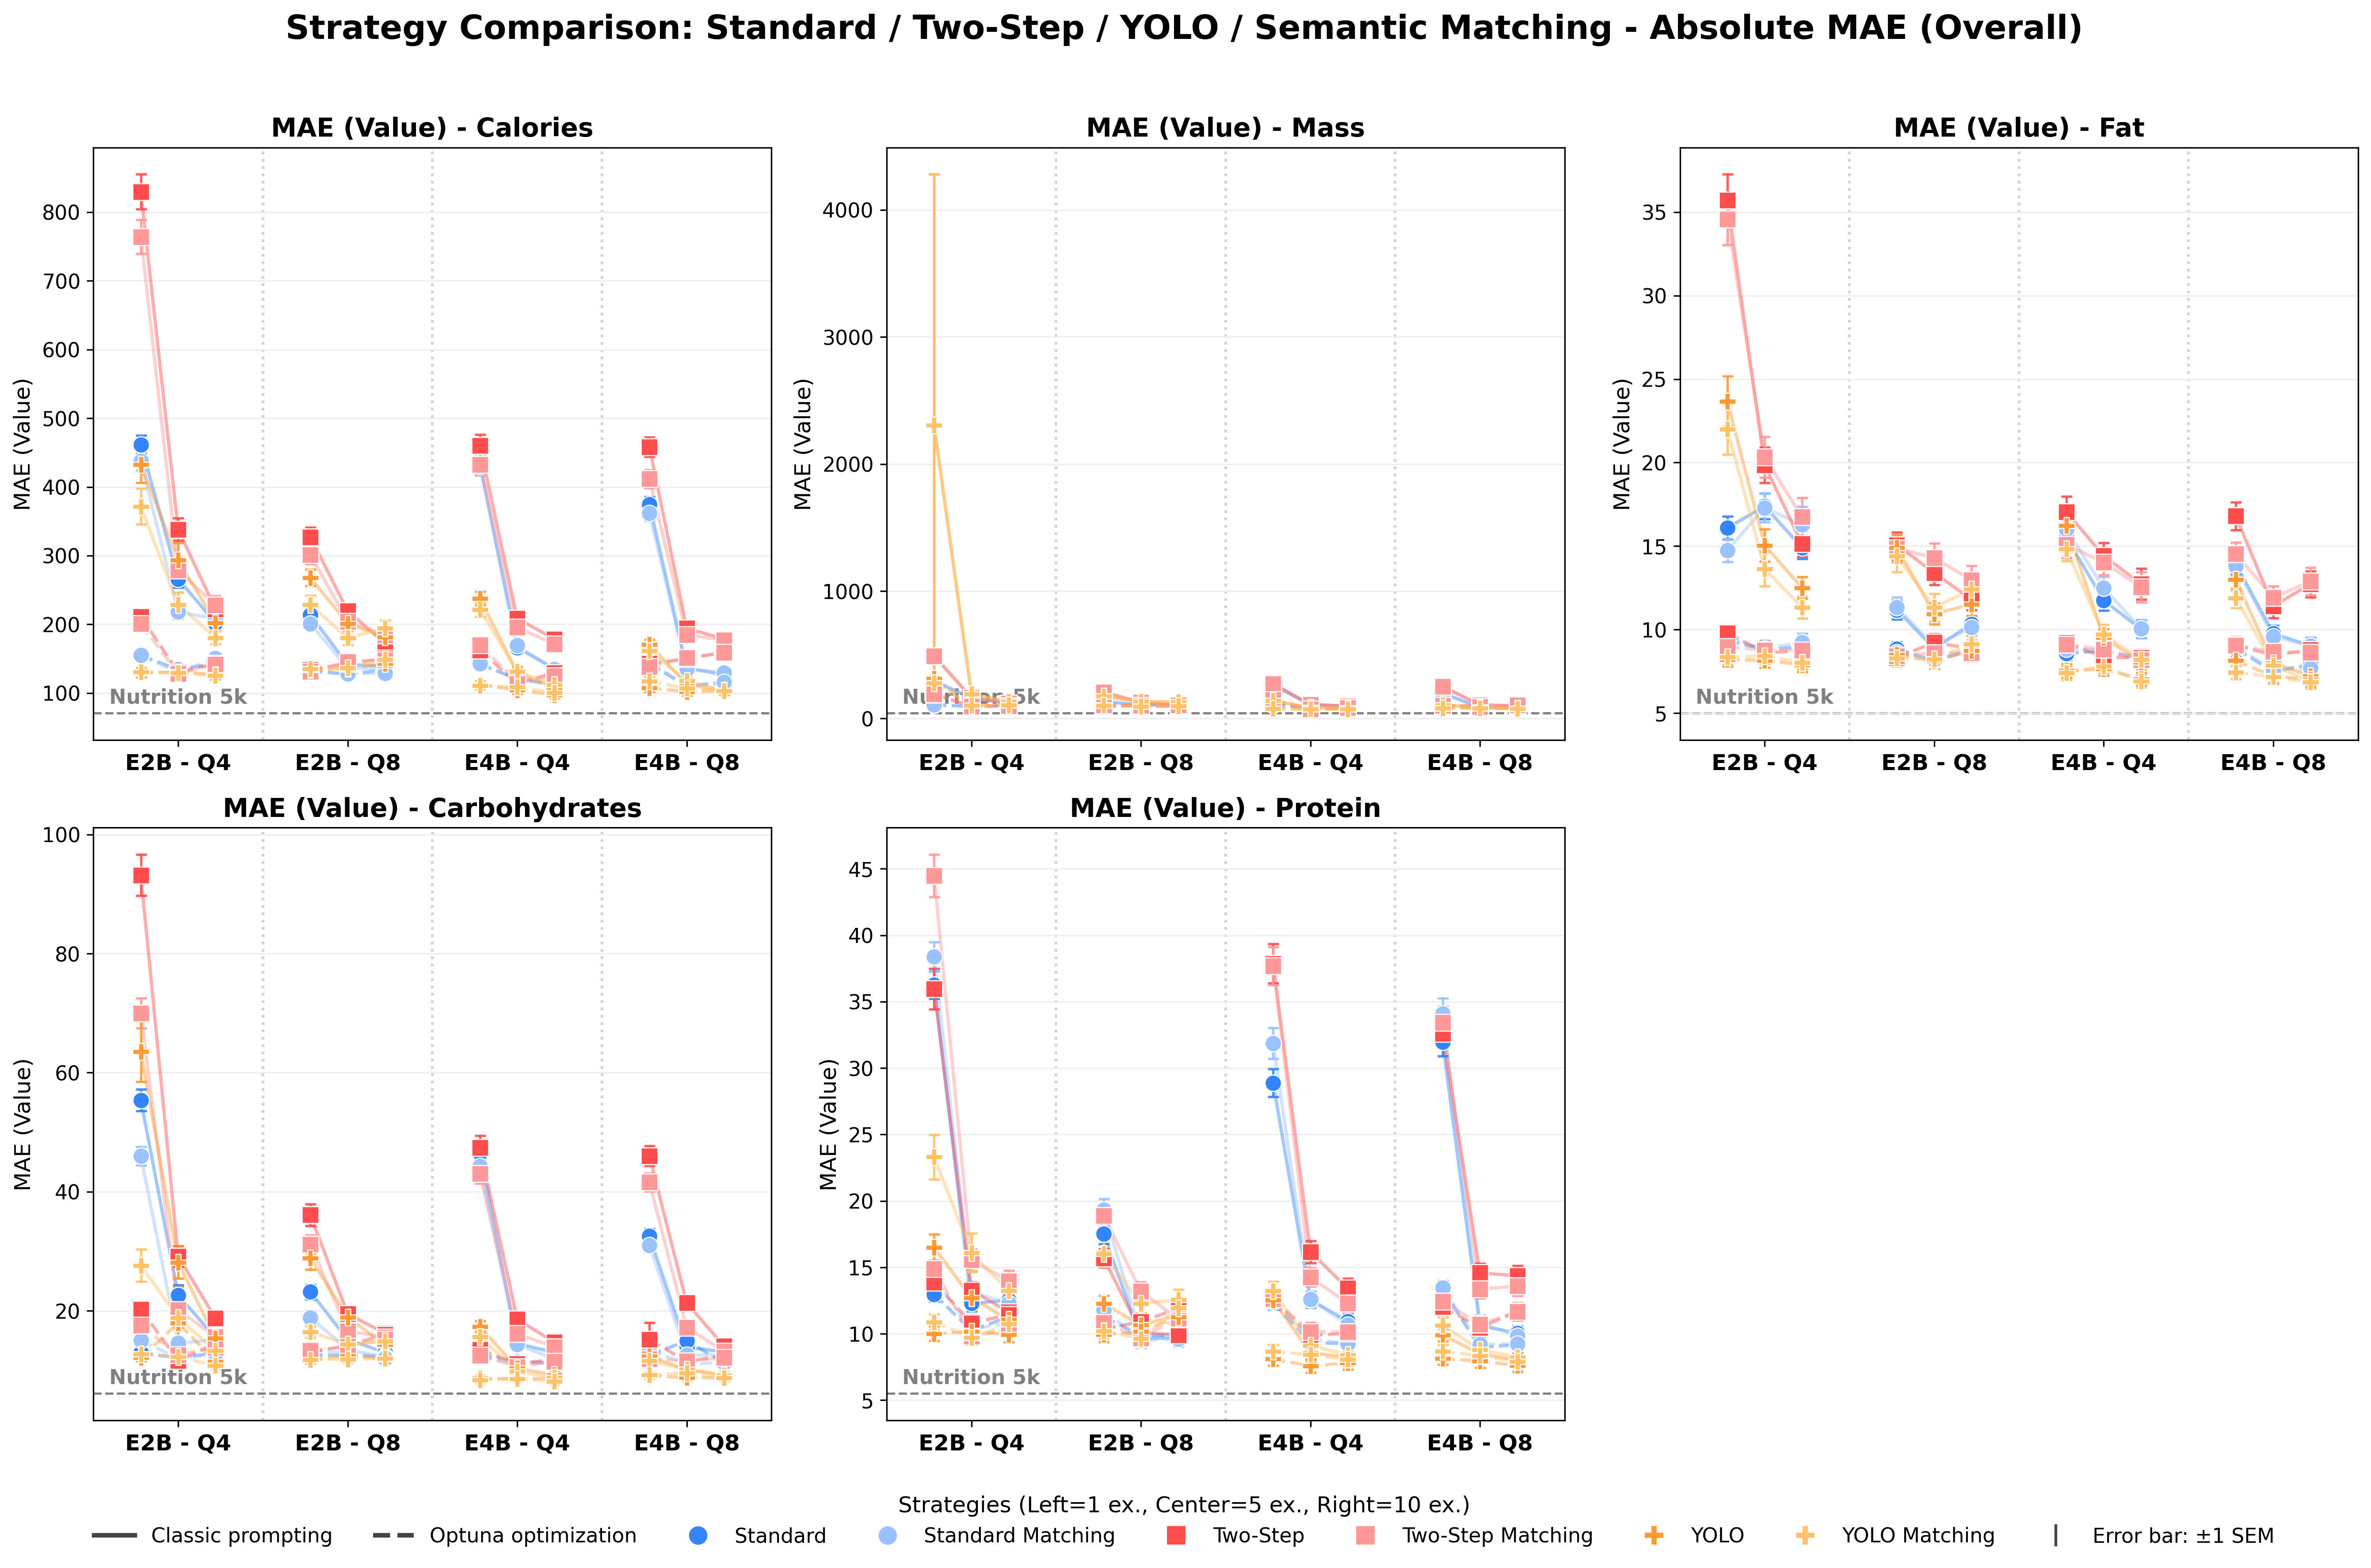 Strategy Comparison: Standard / Two-Step / YOLO / Semantic Matching - Absolute MAE (Overall)
MAE (Value) - Calories
MAE (Value)
800
700
600
500
400
300
200
100
Nutrition 5k
E2B - Q4
E2B - Q8
E4B - Q4
E4B - Q8
MAE (Value) - Mass
MAE (Value)
4000
3000
2000
1000
0
Nutrition 5k
E2B - Q4
E2B - Q8
E4B - Q4
E4B - Q8
MAE (Value) - Fat
MAE (Value)
35
30
25
20
15
10
5
Nutrition 5k
E2B - Q4
E2B - Q8
E4B - Q4
E4B - Q8
MAE (Value) - Carbohydrates
MAE (Value)
100
80
60
40
20
Nutrition 5k
E2B - Q4
E2B - Q8
E4B - Q4
E4B - Q8
MAE (Value) - Protein
MAE (Value)
45
40
35
30
25
20
15
10
5
Nutrition 5k
E2B - Q4
E2B - Q8
E4B - Q4
E4B - Q8
Strategies (Left=1 ex., Center=5 ex., Right=10 ex.)
Classic prompting
Optuna optimization
Standard
Standard Matching
Two-Step
Two-Step Matching
YOLO
YOLO Matching
Error bar: ±1 SEM